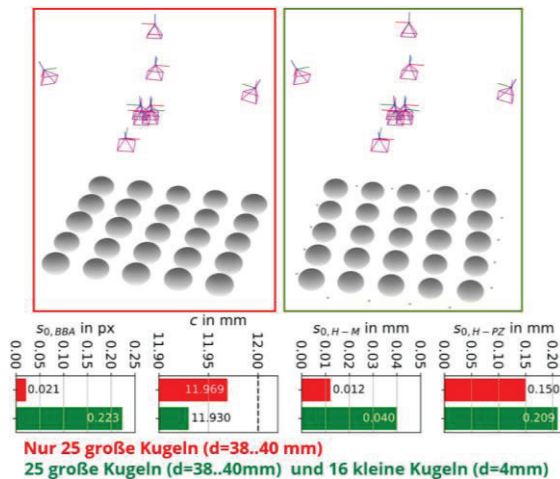 s0,BBA in px
c in mm
s0,H−M in mm
s0,H−PZ in mm
0.00 0.05 0.10 0.15 0.20 0.25
11.90 11.95 12.00
0.00 0.01 0.02 0.03 0.04 0.05
0.00 0.05 0.10 0.15 0.20
0.021 11.969 0.012 0.150
0.223 11.930 0.040 0.209
Nur 25 große Kugeln (d=38..40 mm)
25 große Kugeln (d=38..40mm) und 16 kleine Kugeln (d=4mm)